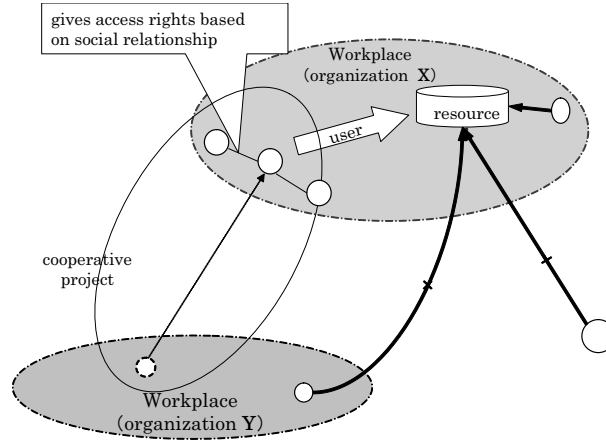 gives access rights based
on social relationship
Workplace
(organization X)
resource
user
cooperative
project
Workplace
(organization Y)